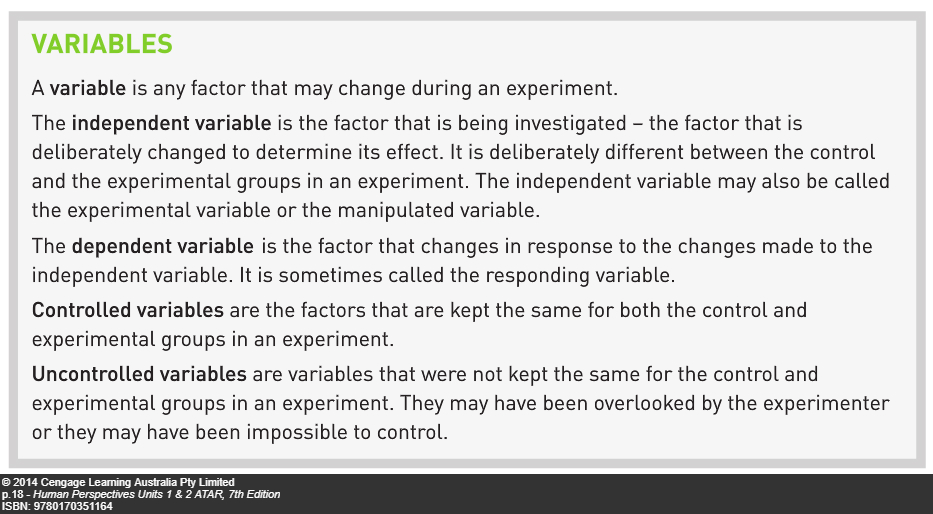 VARIABLES
A variable is any factor that may change during an experiment.
The independent variable is the factor that is being investigated – the factor that is
deliberately changed to determine its effect. It is deliberately different between the control
and the experimental groups in an experiment. The independent variable may also be called
the experimental variable or the manipulated variable.
The dependent variable is the factor that changes in response to the changes made to the
independent variable. It is sometimes called the responding variable.
Controlled variables are the factors that are kept the same for both the control and
experimental groups in an experiment.
Uncontrolled variables are variables that were not kept the same for the control and
experimental groups in an experiment. They may have been overlooked by the experimenter
or they may have been impossible to control.
© 2014 Cengage Learning Australia Pty Limited
p.18 - Human Perspectives Units 1 & 2 ATAR, 7th Edition
ISBN: 9780170351164